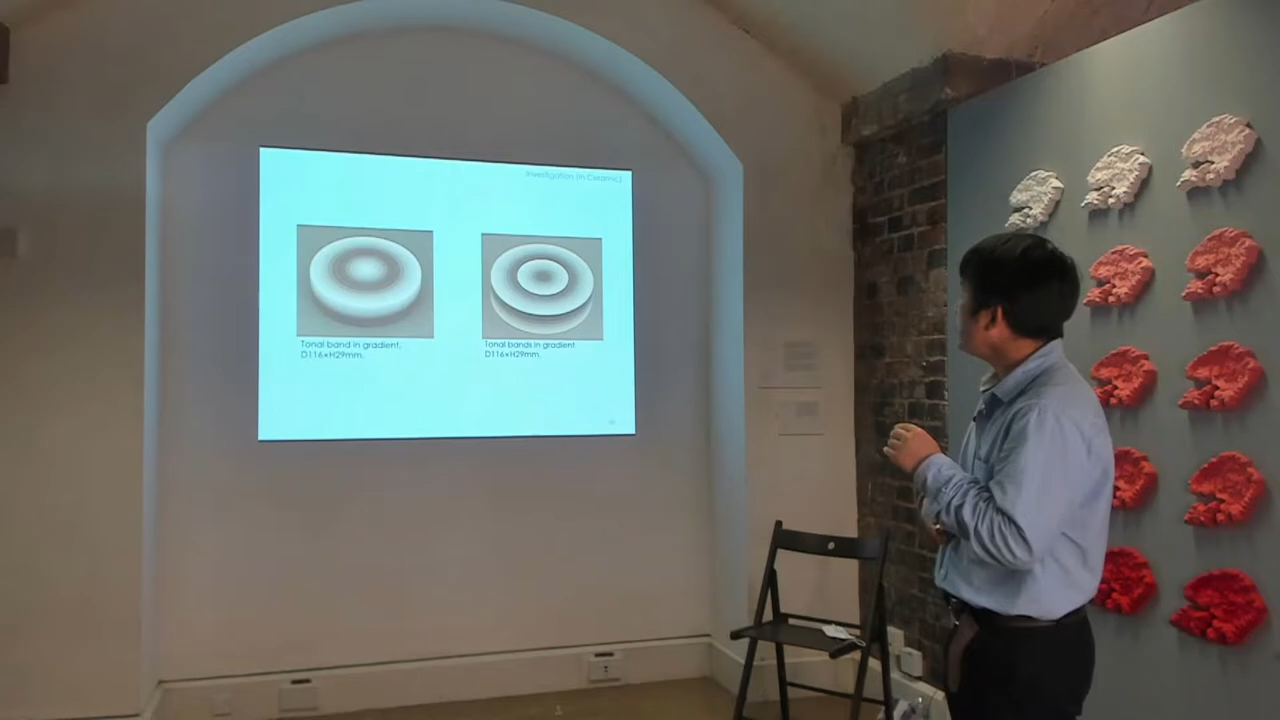 Investigation (in Ceramic)
Tonal band in gradient,
D116×H29mm.
Tonal bands in gradient
D116×H29mm.